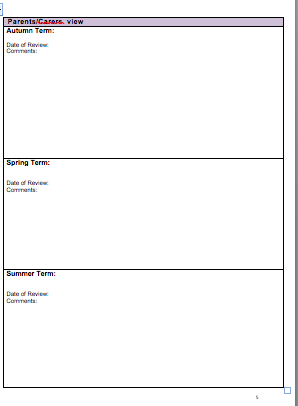 Parents/Carers. view
Autumn Term:
Date of Review:
Comments:
Spring Term:
Date of Review:
Comments:
Summer Term:
Date of Review:
Comments: